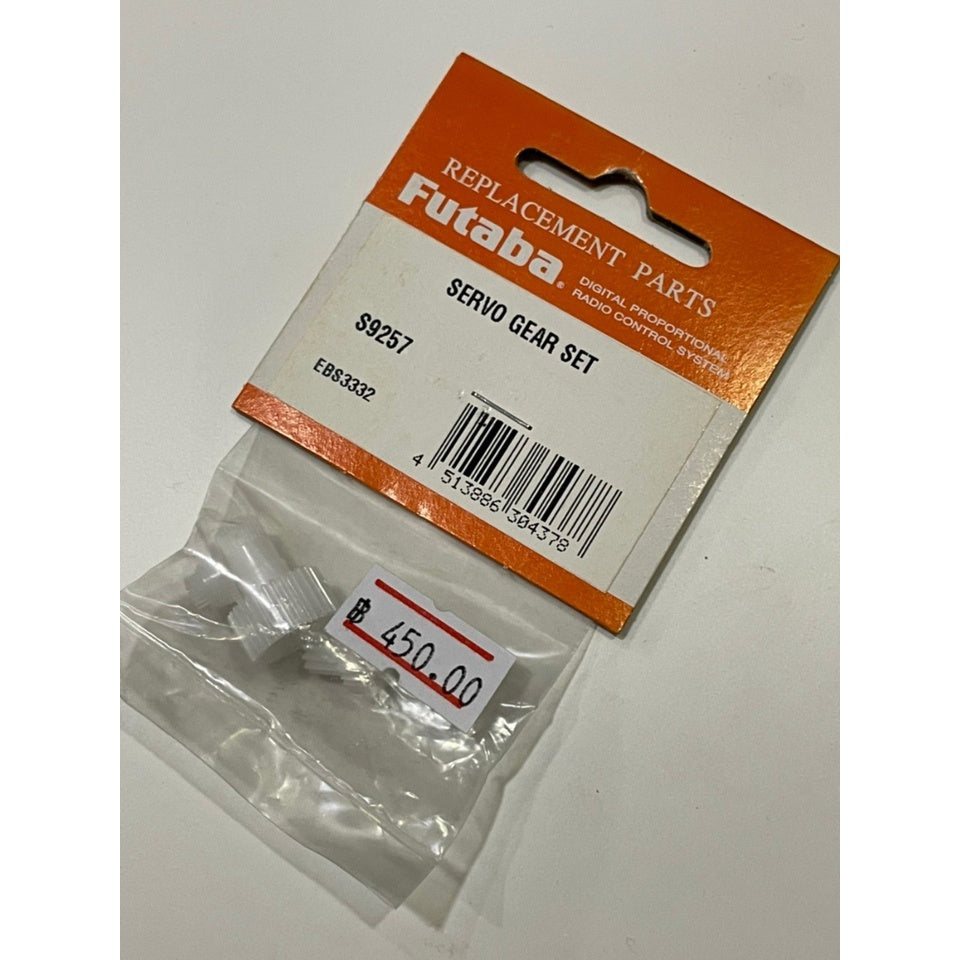 REPLACEMENT PARTS
Futaba®
DIGITAL PROPORTIONAL
RADIO CONTROL SYSTEM
SERVO GEAR SET
S9257
EBS3332
4 513886 304378
฿ 450.00